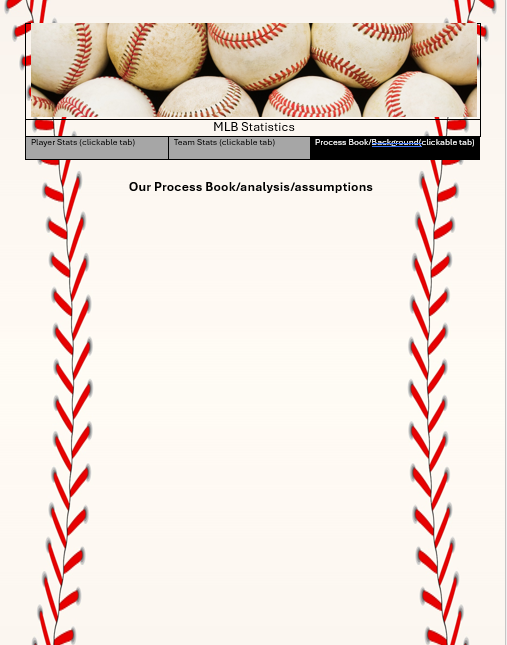 MLB Statistics
Player Stats (clickable tab)
Team Stats (clickable tab)
Process Book/Background(clickable tab)
Our Process Book/analysis/assumptions